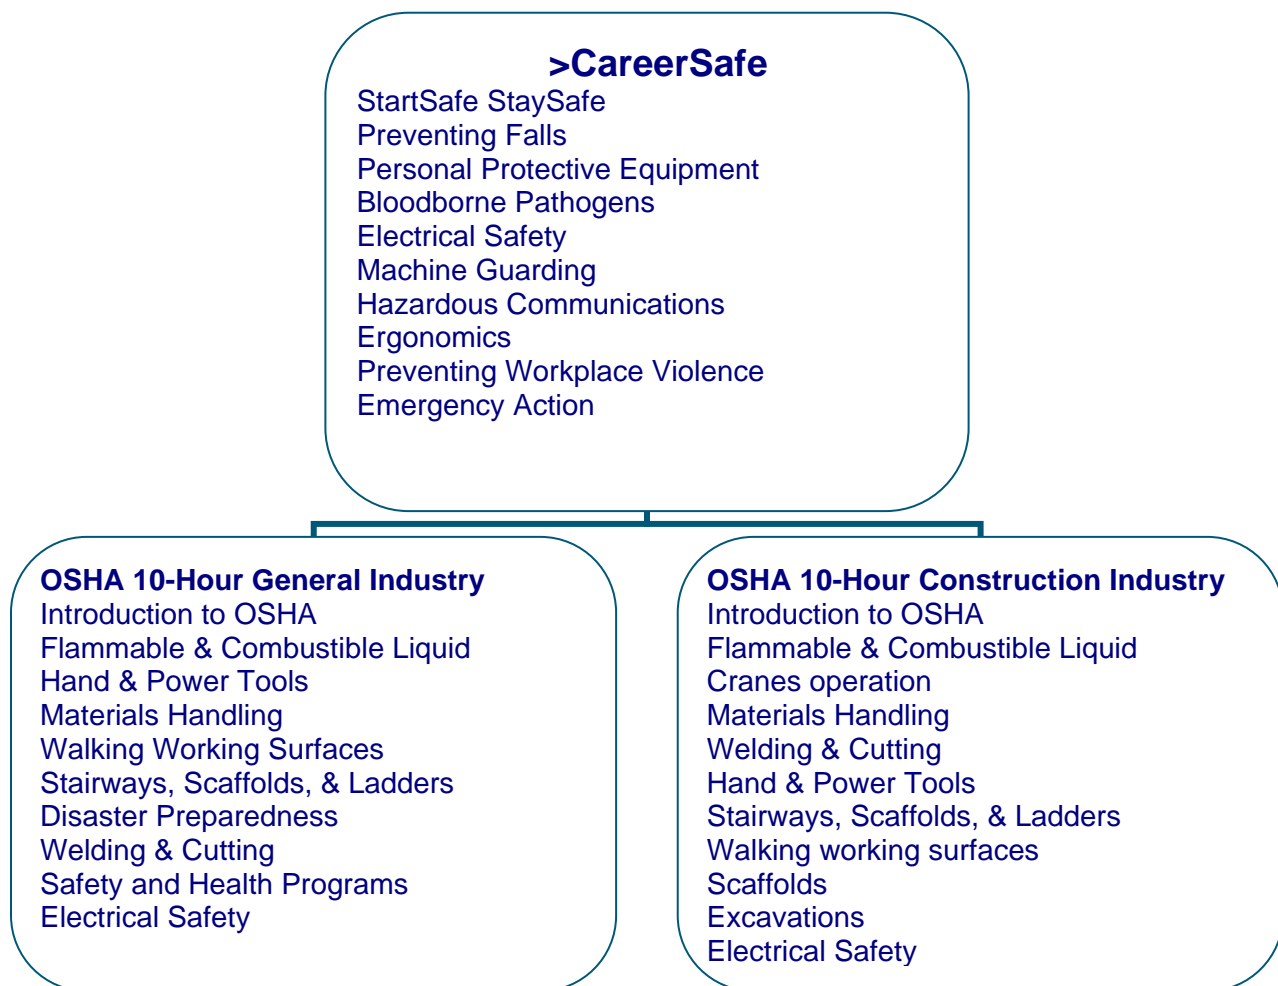 >CareerSafe
StartSafe StaySafe
Preventing Falls
Personal Protective Equipment
Bloodborne Pathogens
Electrical Safety
Machine Guarding
Hazardous Communications
Ergonomics
Preventing Workplace Violence
Emergency Action
OSHA 10-Hour General Industry
Introduction to OSHA
Flammable & Combustible Liquid
Hand & Power Tools
Materials Handling
Walking Working Surfaces
Stairways, Scaffolds, & Ladders
Disaster Preparedness
Welding & Cutting
Safety and Health Programs
Electrical Safety
OSHA 10-Hour Construction Industry
Introduction to OSHA
Flammable & Combustible Liquid
Cranes operation
Materials Handling
Welding & Cutting
Hand & Power Tools
Stairways, Scaffolds, & Ladders
Walking working surfaces
Scaffolds
Excavations
Electrical Safety